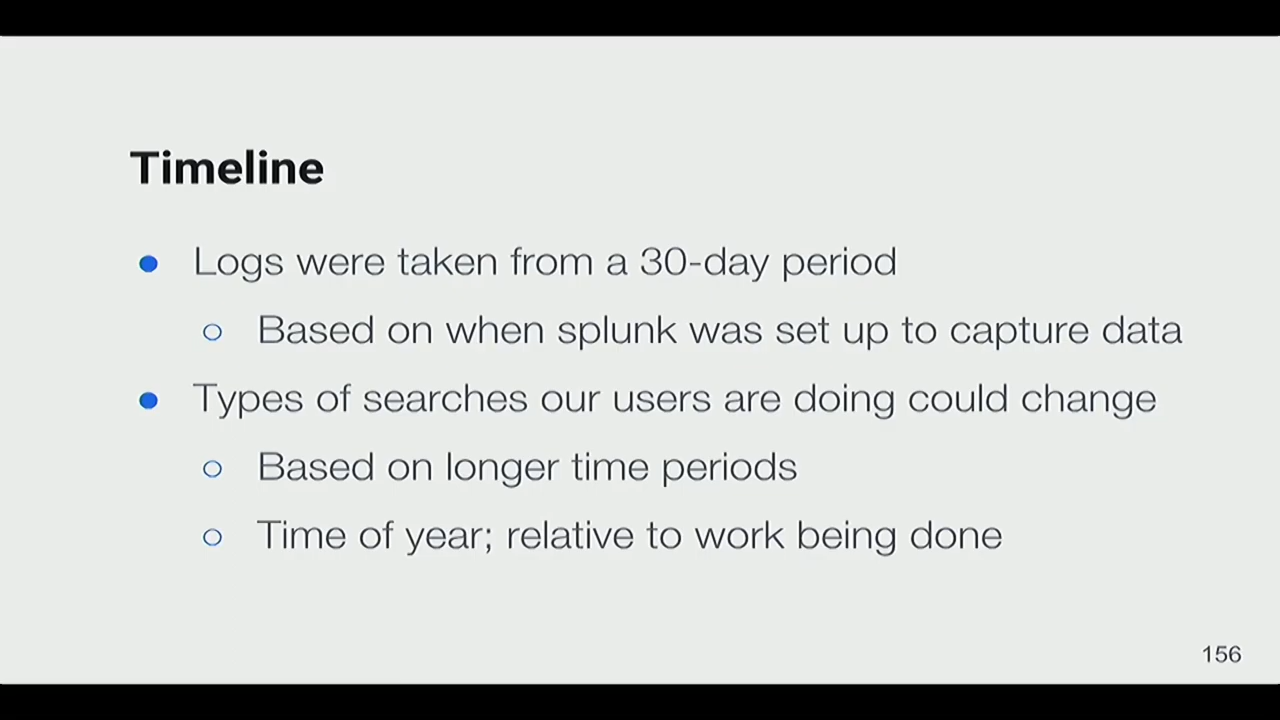 Timeline
● Logs were taken from a 30-day period
○ Based on when splunk was set up to capture data
● Types of searches our users are doing could change
○ Based on longer time periods
○ Time of year; relative to work being done
156